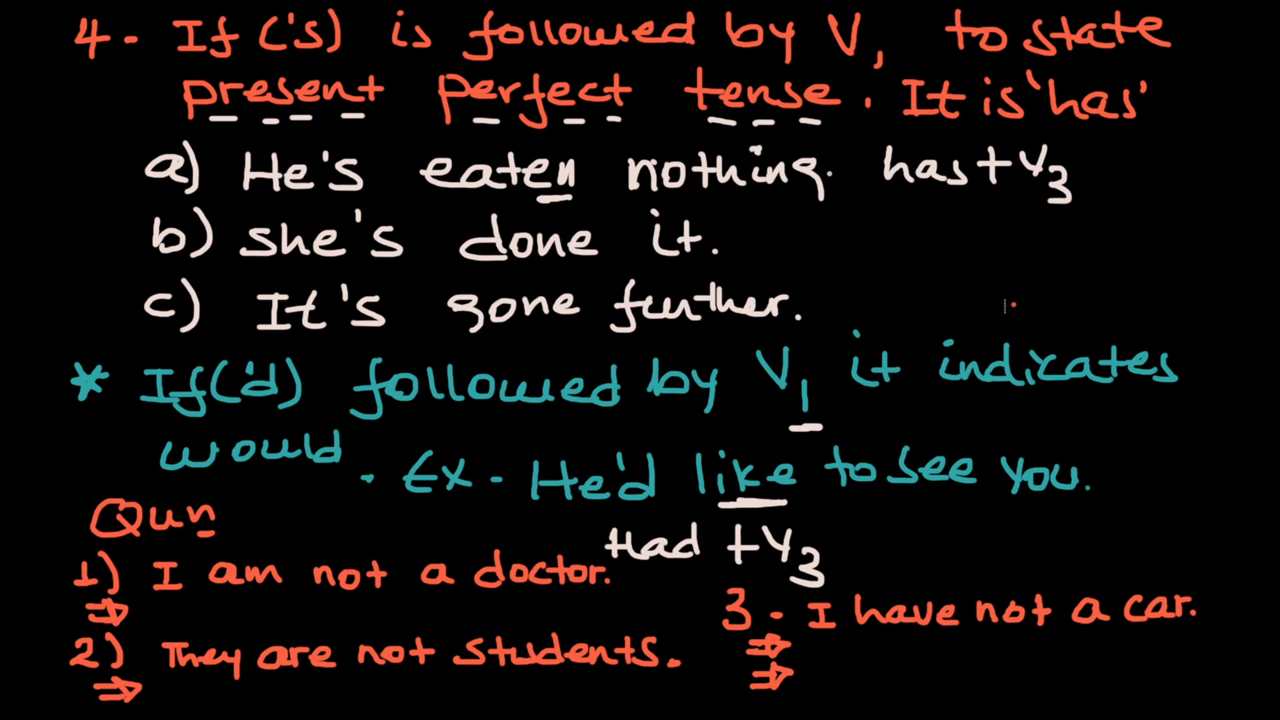 4 - If ('s) is followed by V, to state
present perfect tense. It is 'has'
a) He's eaten nothing. has + V3
b) she's done it.
c) It's gone further.
* If ('d) followed by V1 it indicates
would. Ex - He'd like to see you.
Had + V3
Qun
1) I am not a doctor.
⇒
2) They are not students.
⇒
3 - I have not a car.
⇒
⇒